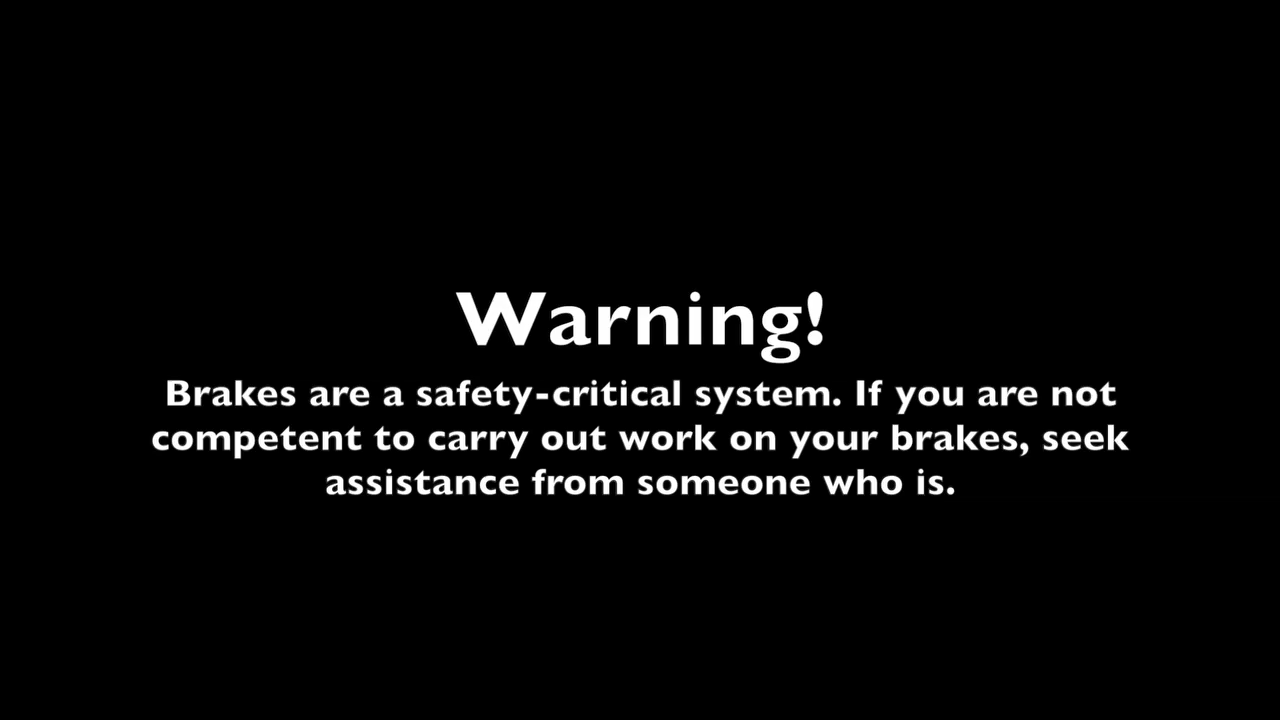 Warning!
Brakes are a safety-critical system. If you are not
competent to carry out work on your brakes, seek
assistance from someone who is.